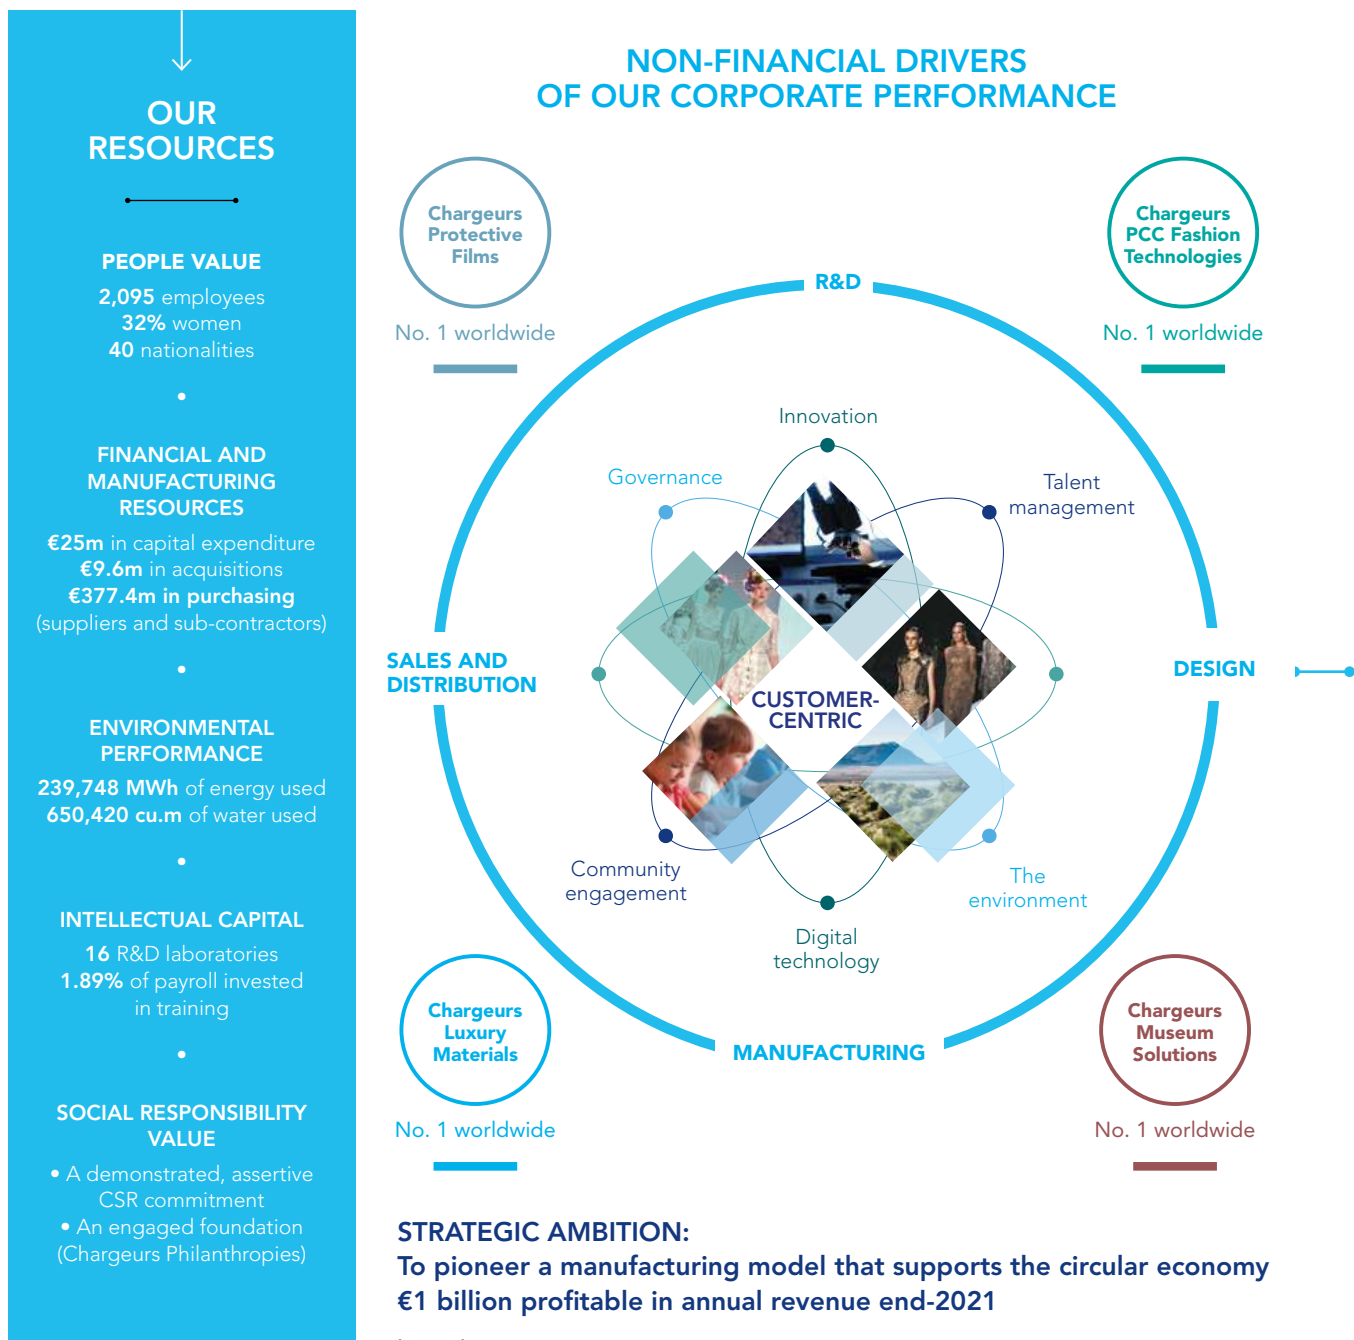 OUR
RESOURCES
PEOPLE VALUE
2,095 employees
32% women
40 nationalities
•
FINANCIAL AND
MANUFACTURING
RESOURCES
€25m in capital expenditure
€9.6m in acquisitions
€377.4m in purchasing
(suppliers and sub-contractors)
•
ENVIRONMENTAL
PERFORMANCE
239,748 MWh of energy used
650,420 cu.m of water used
•
INTELLECTUAL CAPITAL
16 R&D laboratories
1.89% of payroll invested
in training
•
SOCIAL RESPONSIBILITY
VALUE
• A demonstrated, assertive
CSR commitment
• An engaged foundation
(Chargeurs Philanthropies)
NON-FINANCIAL DRIVERS
OF OUR CORPORATE PERFORMANCE
Chargeurs
Protective
Films
No. 1 worldwide
Chargeurs
PCC Fashion
Technologies
No. 1 worldwide
R&D
Innovation
Governance
Talent
management
SALES AND
DISTRIBUTION
CUSTOMER-
CENTRIC
DESIGN
Community
engagement
The
environment
Digital
technology
MANUFACTURING
Chargeurs
Luxury
Materials
No. 1 worldwide
Chargeurs
Museum
Solutions
No. 1 worldwide
STRATEGIC AMBITION:
To pioneer a manufacturing model that supports the circular economy
€1 billion profitable in annual revenue end-2021